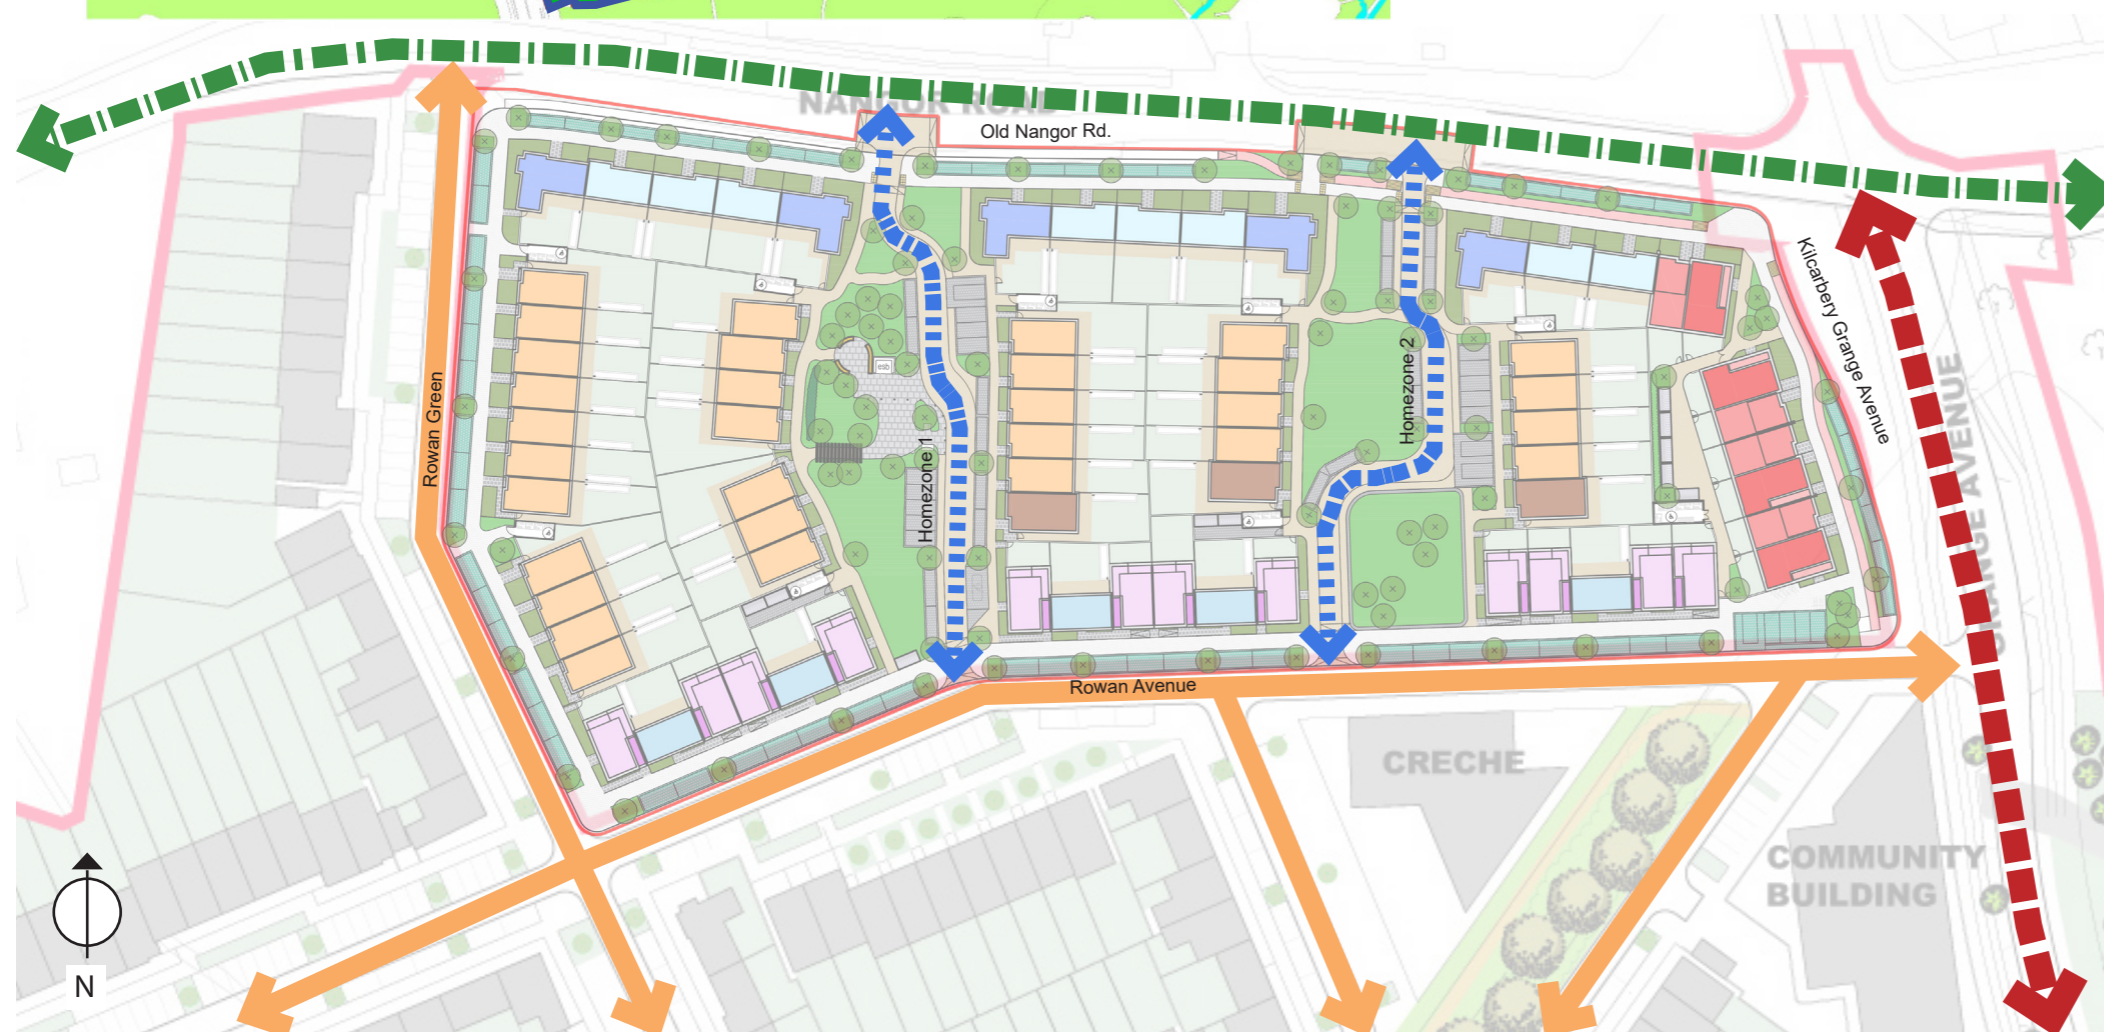 NANGOR ROAD
Old Nangor Rd.
Kilcarbery Grange Avenue
GRANGE AVENUE
Rowan Green
esb
Homezone 1
Homezone 2
Rowan Avenue
CRECHE
COMMUNITY
BUILDING
N